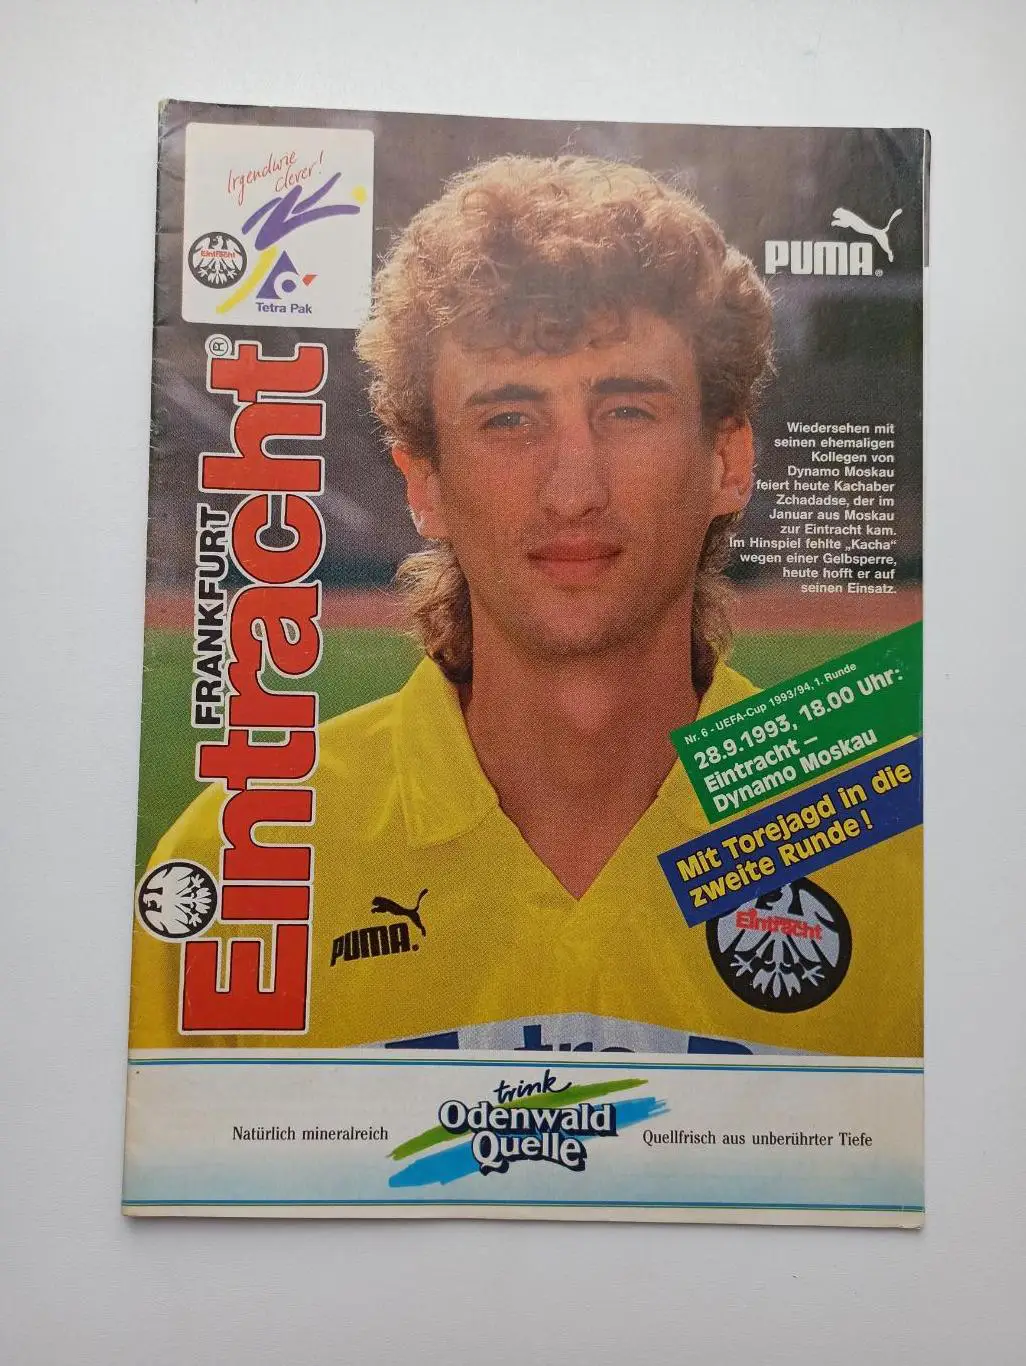 Irgendwie
clever!
Eintracht
Tetra Pak
PUMA®
FRANKFURT
Eintracht®
Wiedersehen mit
seinen ehemaligen
Kollegen von
Dynamo Moskau
feiert heute Kachaber
Zchadadse, der im
Januar aus Moskau
zur Eintracht kam.
Im Hinspiel fehlte „Kacha“
wegen einer Gelbsperre,
heute hofft er auf
seinen Einsatz.
Nr. 6 - UEFA-Cup 1993/94, 1. Runde
28.9.1993, 18.00 Uhr:
Eintracht –
Dynamo Moskau
Mit Torejagd in die
zweite Runde!
PUMA®
Eintracht
trink
Odenwald
Quelle
Natürlich mineralreich
Quellfrisch aus unberührter Tiefe